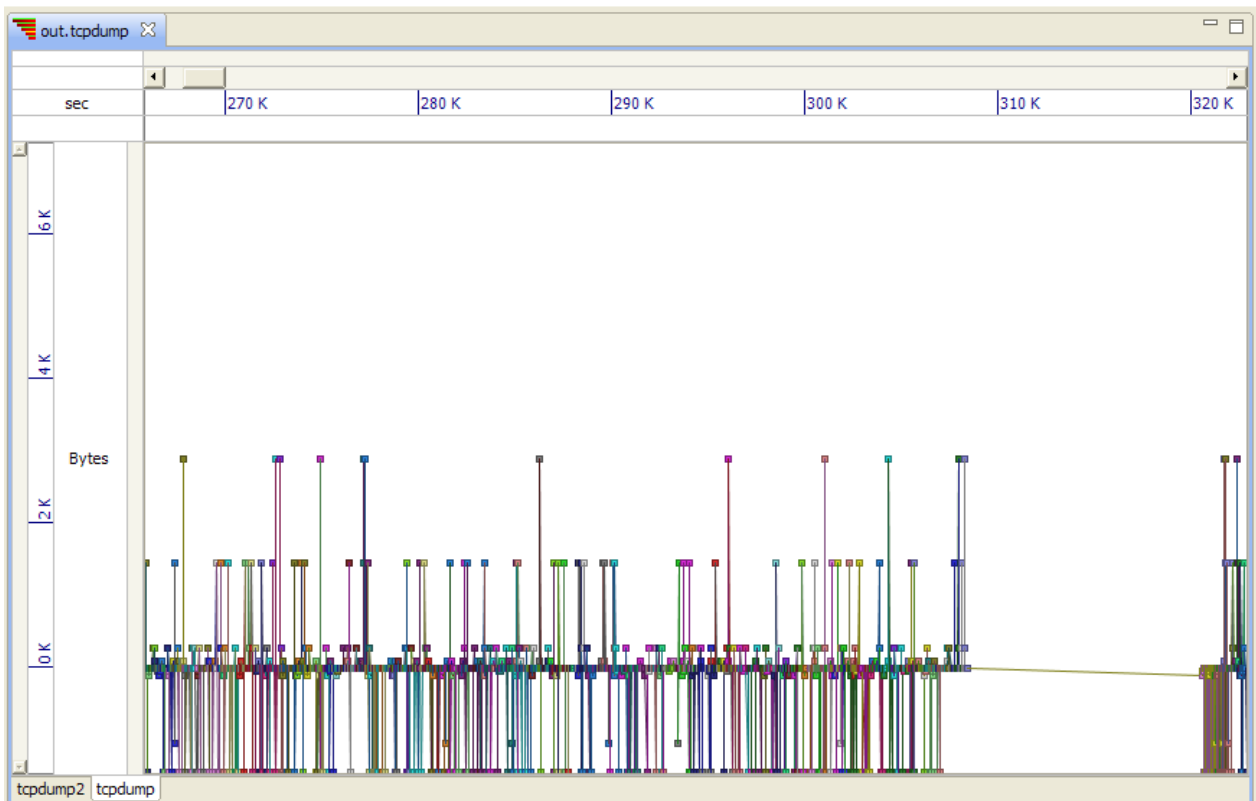 out.tcpdump
sec
270 K
280 K
290 K
300 K
310 K
320 K
6 K
4 K
Bytes
2 K
0 K
tcpdump2
tcpdump